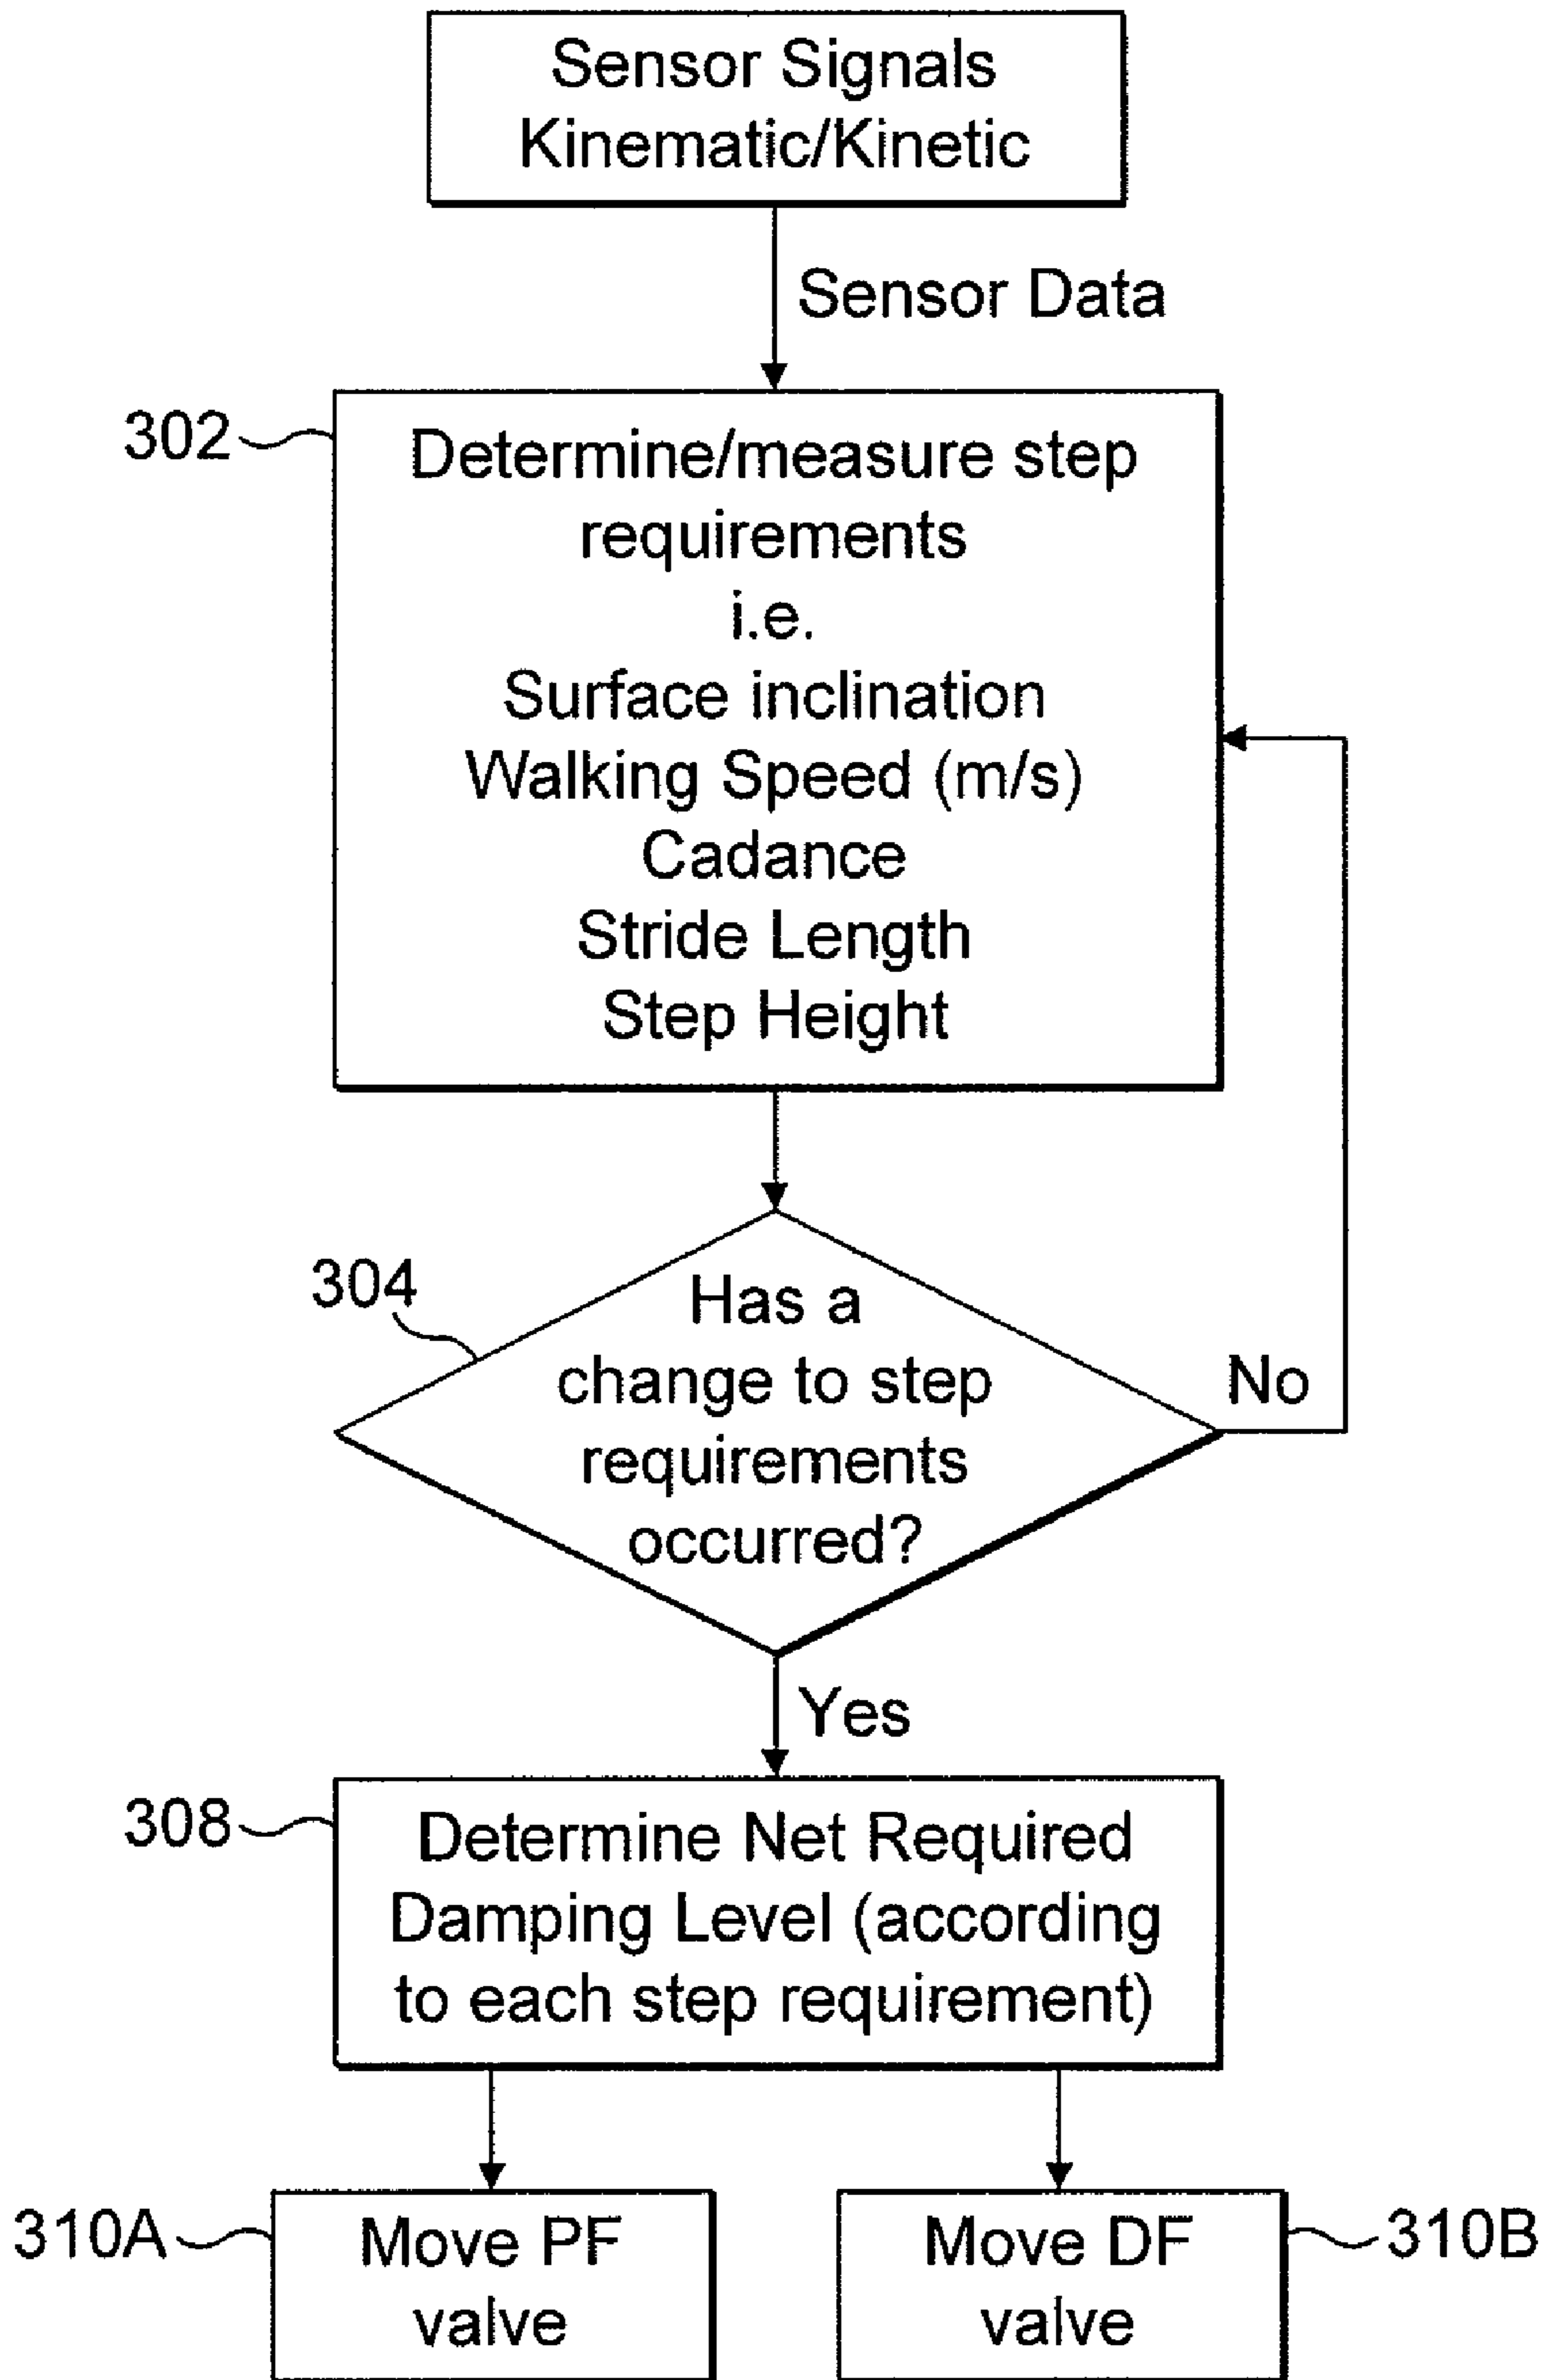 Sensor Signals
Kinematic/Kinetic
Sensor Data
302
Determine/measure step
requirements
i.e.
Surface inclination
Walking Speed (m/s)
Cadance
Stride Length
Step Height
304
Has a
change to step
requirements
occurred?
No
Yes
308
Determine Net Required
Damping Level (according
to each step requirement)
310A
Move PF
valve
Move DF
valve
310B